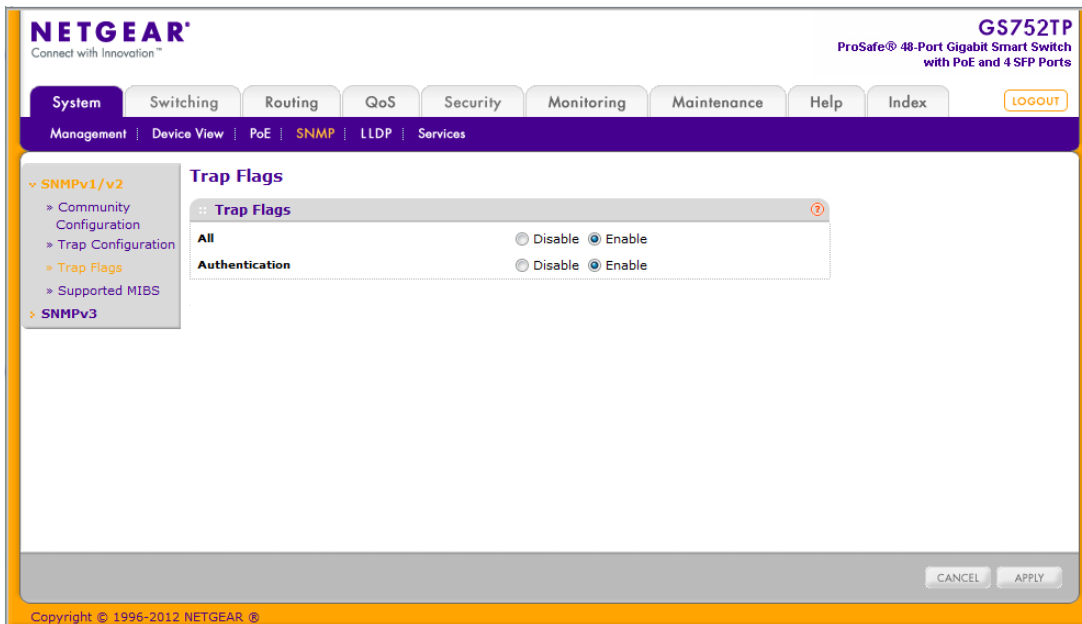 NETGEAR®
Connect with Innovation™
GS752TP
ProSafe® 48-Port Gigabit Smart Switch
with PoE and 4 SFP Ports
System Switching Routing QoS Security Monitoring Maintenance Help Index LOGOUT
Management Device View PoE SNMP LLDP Services
SNMPv1/v2
» Community
Configuration
» Trap Configuration
» Trap Flags
» Supported MIBS
SNMPv3
Trap Flags
Trap Flags ?
All Disable Enable
Authentication Disable Enable
CANCEL APPLY
Copyright © 1996-2012 NETGEAR ®